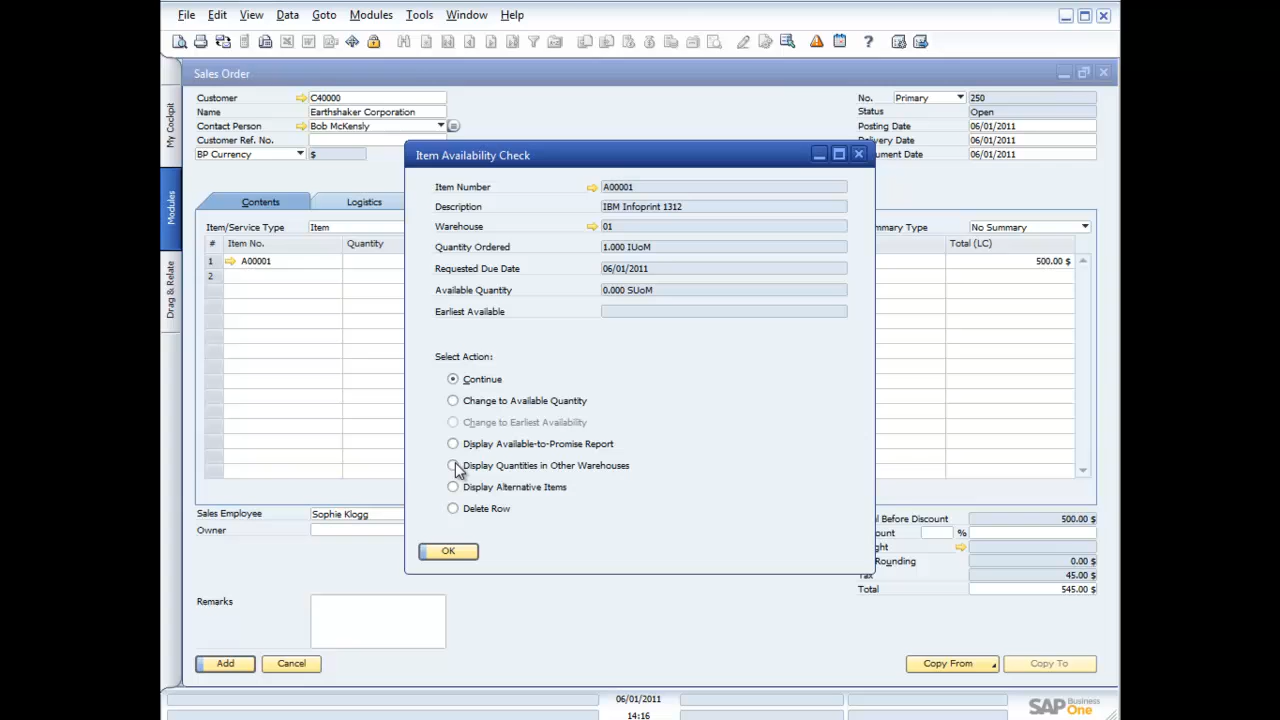 File Edit View Data Goto Modules Tools Window Help
Sales Order
Customer C40000 No. Primary 250
Name Earthshaker Corporation Status Open
Contact Person Bob McKensly Posting Date 06/01/2011
Customer Ref. No. Delivery Date 06/01/2011
BP Currency $ ument Date 06/01/2011
My Cockpit
Modules
Drag & Relate
Contents Logistics
Item/Service Type Item mmary Type No Summary
# Item No. Quantity Total (LC)
1 A00001 500.00 $
2
Item Availability Check
Item Number A00001
Description IBM Infoprint 1312
Warehouse 01
Quantity Ordered 1.000 IUoM
Requested Due Date 06/01/2011
Available Quantity 0.000 SUoM
Earliest Available
Select Action:
Continue
Change to Available Quantity
Change to Earliest Availability
Display Available-to-Promise Report
Display Quantities in Other Warehouses
Display Alternative Items
Delete Row
OK
Sales Employee Sophie Klogg
Owner
l Before Discount 500.00 $
ount %
ght
Rounding 0.00 $
Tax 45.00 $
Total 545.00 $
Remarks
Add Cancel Copy From Copy To
06/01/2011
14:16
SAP Business One